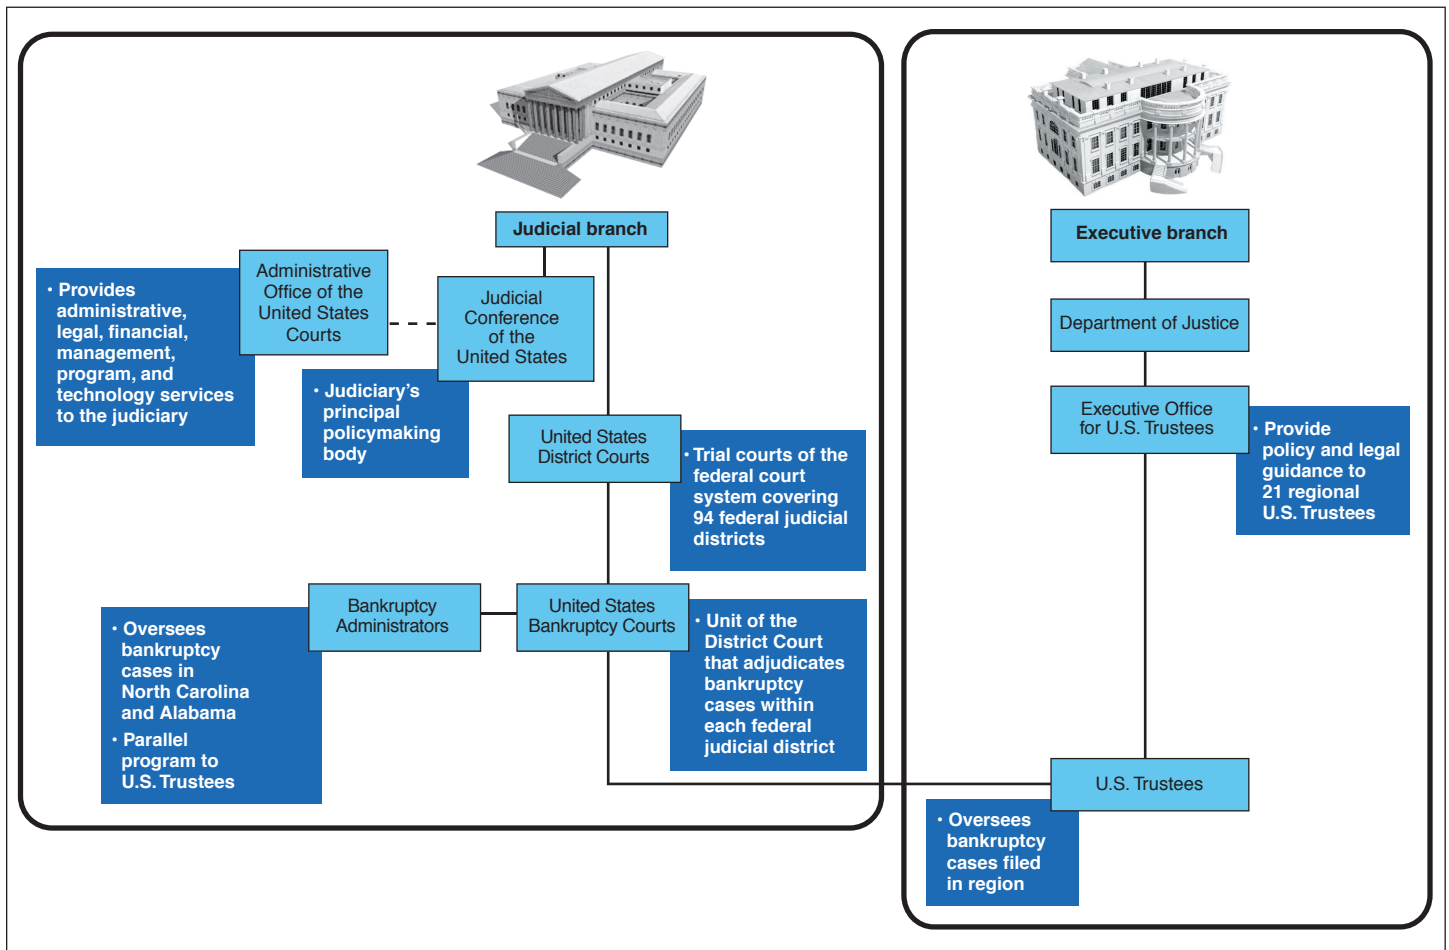 Judicial branch
Administrative
Office of the
United States
Courts
• Provides
administrative,
legal, financial,
management,
program, and
technology services
to the judiciary
Judicial
Conference
of the
United States
• Judiciary’s
principal
policymaking
body
United States
District Courts
• Trial courts of the
federal court
system covering
94 federal judicial
districts
Bankruptcy
Administrators
• Oversees
bankruptcy
cases in
North Carolina
and Alabama
• Parallel
program to
U.S. Trustees
United States
Bankruptcy Courts
• Unit of the
District Court
that adjudicates
bankruptcy
cases within
each federal
judicial district
Executive branch
Department of Justice
Executive Office
for U.S. Trustees
• Provide
policy and legal
guidance to
21 regional
U.S. Trustees
U.S. Trustees
• Oversees
bankruptcy
cases filed
in region